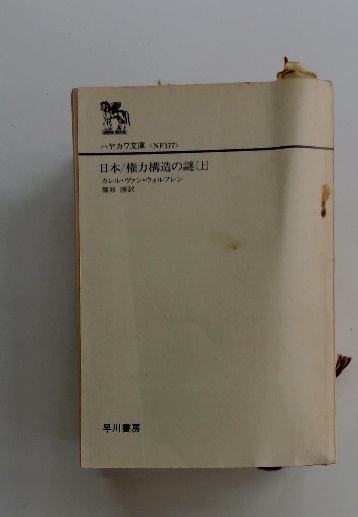 ハヤカワ文庫〈NF177〉
日本/権力構造の謎〔上〕
カレル・ヴァン・ウォルフレン
篠原 勝訳
早川書房